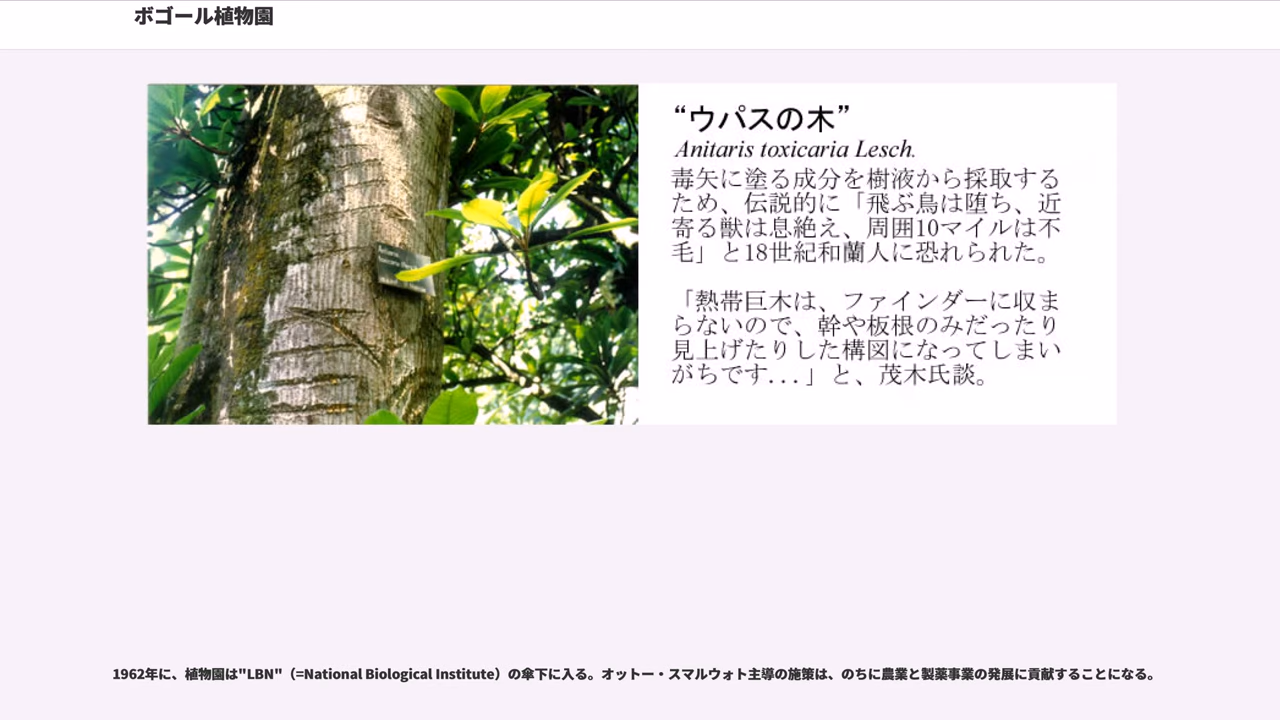 ボゴール植物園
“ウパスの木”
Anitaris toxicaria Lesch.
毒矢に塗る成分を樹液から採取する
ため、伝説的に「飛ぶ鳥は堕ち、近
寄る獣は息絶え、周囲10マイルは不
毛」と18世紀和蘭人に恐れられた。
「熱帯巨木は、ファインダーに収ま
らないので、幹や板根のみだったり
見上げたりした構図になってしまい
がちです...」と、茂木氏談。
1962年に、植物園は"LBN"（=National Biological Institute）の傘下に入る。オットー・スマルウォト主導の施策は、のちに農業と製薬事業の発展に貢献することになる。